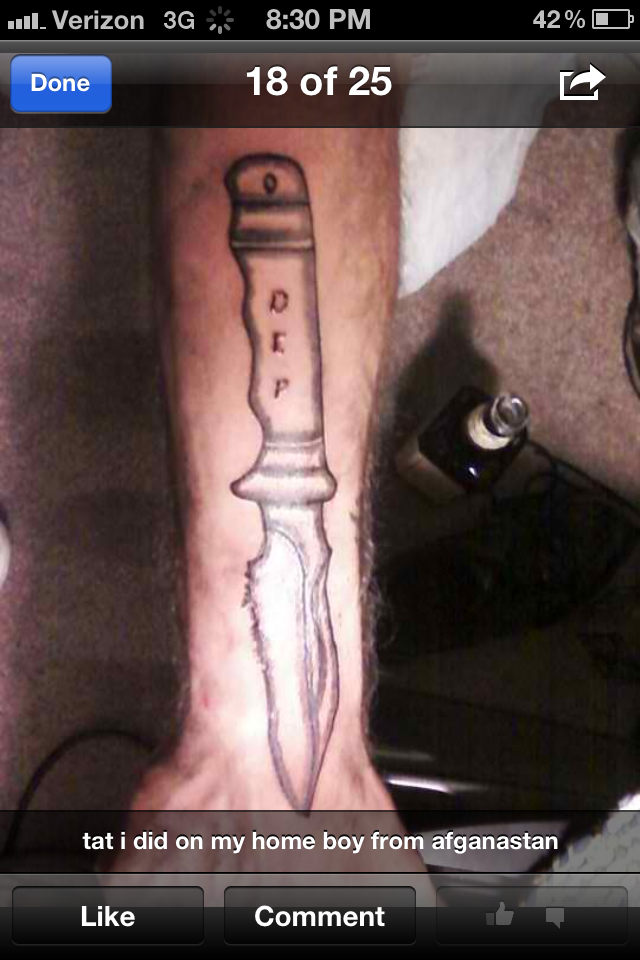 Verizon 3G 8:30 PM 42%
Done 18 of 25
O
D
E
P
tat i did on my home boy from afganastan
Like Comment